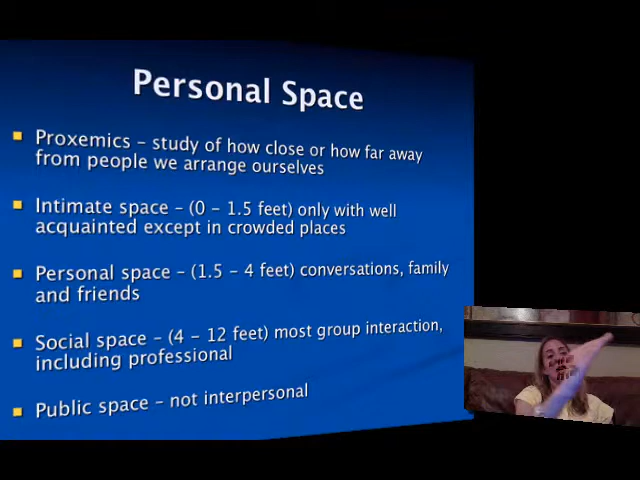 Personal Space
Proxemics – study of how close or how far away
from people we arrange ourselves
Intimate space – (0 – 1.5 feet) only with well
acquainted except in crowded places
Personal space – (1.5 – 4 feet) conversations, family
and friends
Social space – (4 – 12 feet) most group interaction,
including professional
Public space – not interpersonal